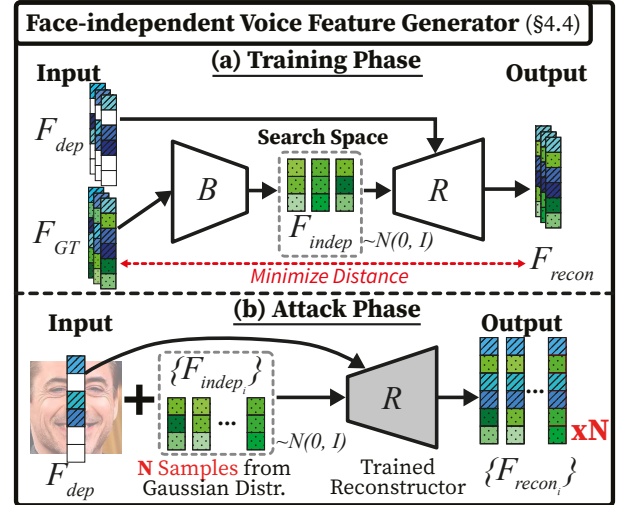 Face-independent Voice Feature Generator (§4.4)
(a) Training Phase
Input
Output
F_dep
Search Space
B
R
F_GT
F_indep ~N(0, I)
F_recon
Minimize Distance
(b) Attack Phase
Input
Output
{F_indep_i}
+
...
...
R
~N(0, I)
xN
F_dep
N Samples from
Gaussian Distr.
Trained
Reconstructor
{F_recon_i}